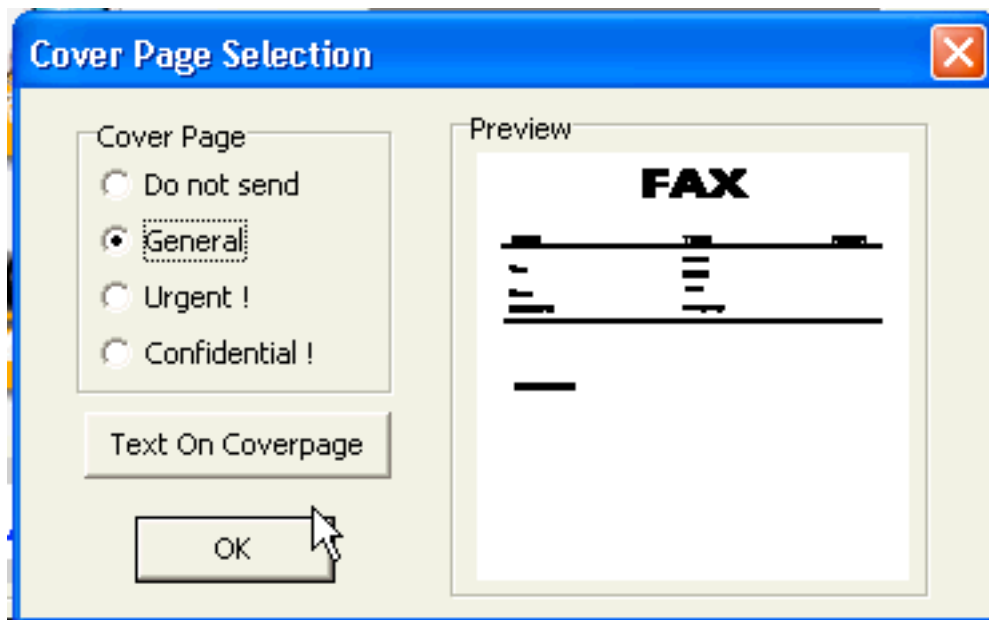 Cover Page Selection
Cover Page
Do not send
General
Urgent !
Confidential !
Text On Coverpage
OK
Preview
FAX